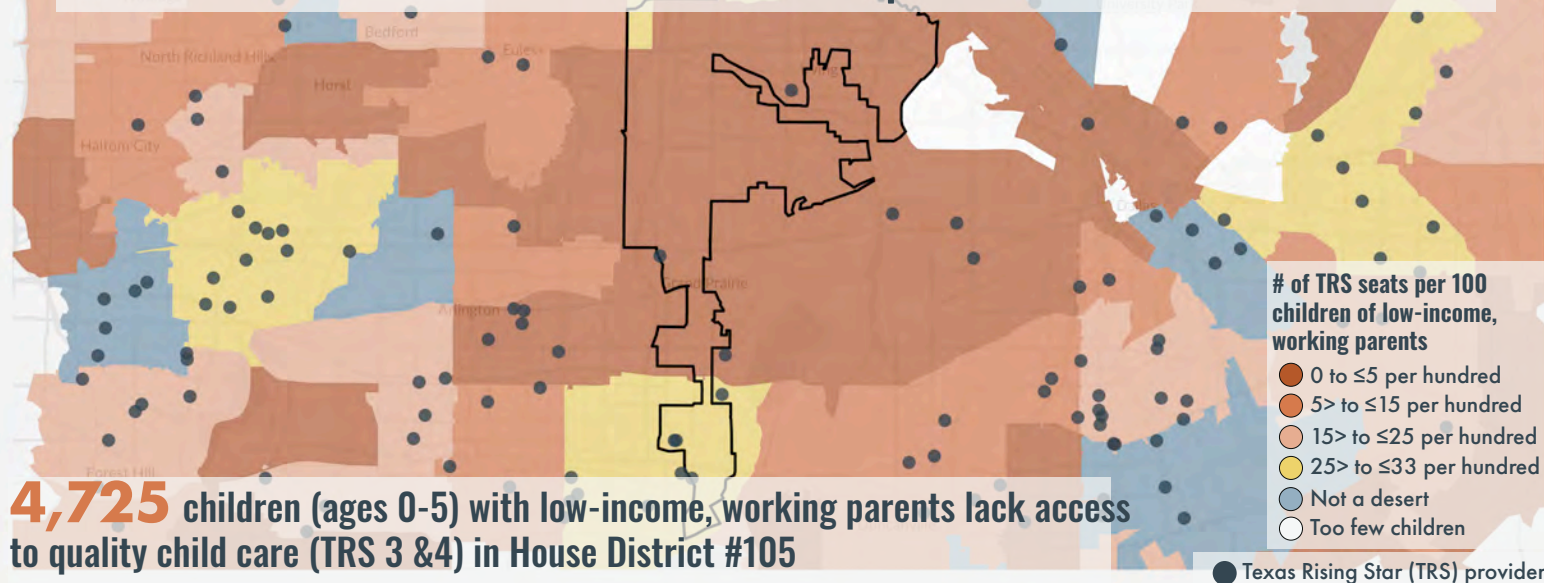 Bedford
North Richland Hills
Euless
Hurst
Haltom City
Grand Prairie
Arlington
Forest Hill
# of TRS seats per 100
children of low-income,
working parents
0 to ≤5 per hundred
5> to ≤15 per hundred
15> to ≤25 per hundred
25> to ≤33 per hundred
Not a desert
Too few children
Texas Rising Star (TRS) provider
4,725 children (ages 0-5) with low-income, working parents lack access
to quality child care (TRS 3 &4) in House District #105